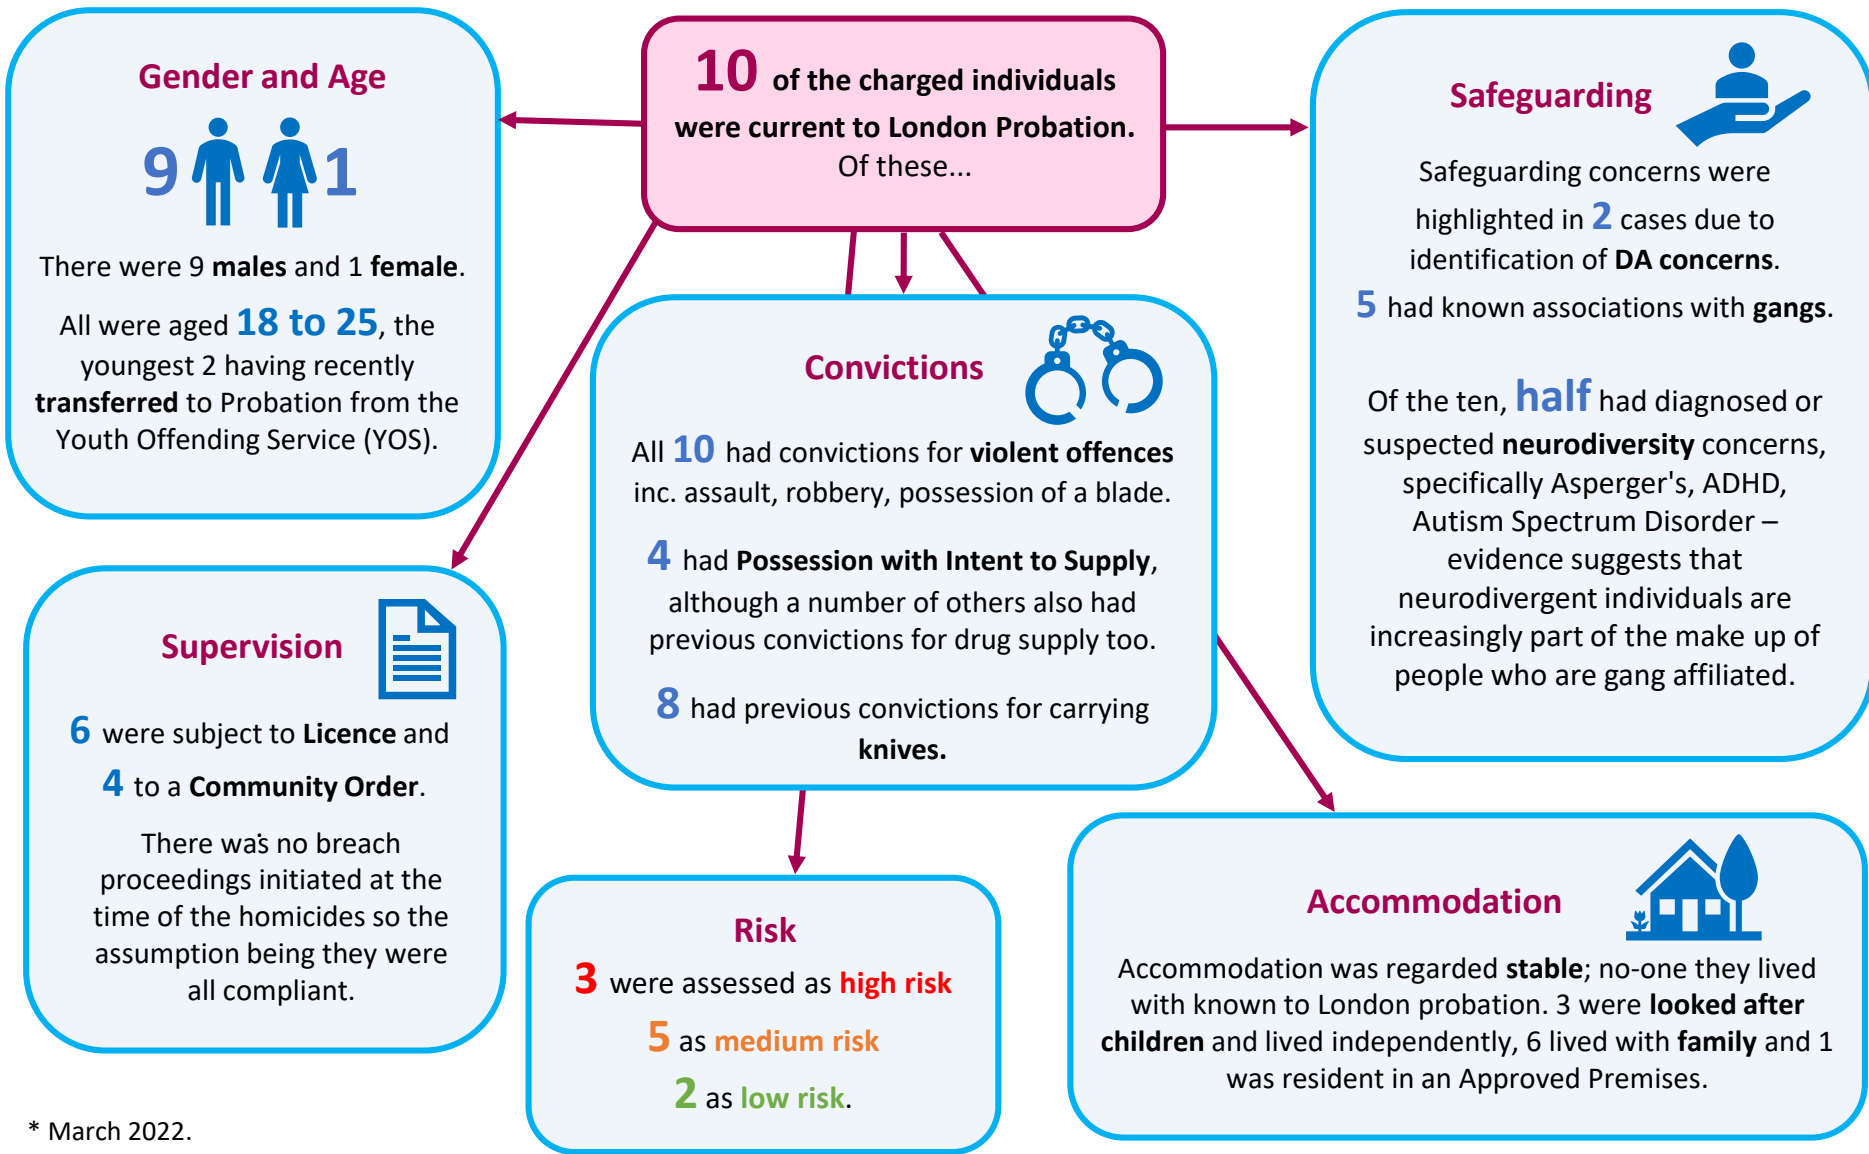 10 of the charged individuals
were current to London Probation.
Of these...
Gender and Age
9 1
There were 9 males and 1 female.
All were aged 18 to 25, the
youngest 2 having recently
transferred to Probation from the
Youth Offending Service (YOS).
Safeguarding
Safeguarding concerns were
highlighted in 2 cases due to
identification of DA concerns.
5 had known associations with gangs.
Of the ten, half had diagnosed or
suspected neurodiversity concerns,
specifically Asperger's, ADHD,
Autism Spectrum Disorder –
evidence suggests that
neurodivergent individuals are
increasingly part of the make up of
people who are gang affiliated.
Convictions
All 10 had convictions for violent offences
inc. assault, robbery, possession of a blade.
4 had Possession with Intent to Supply,
although a number of others also had
previous convictions for drug supply too.
8 had previous convictions for carrying
knives.
Supervision
6 were subject to Licence and
4 to a Community Order.
There was no breach
proceedings initiated at the
time of the homicides so the
assumption being they were
all compliant.
Risk
3 were assessed as high risk
5 as medium risk
2 as low risk.
Accommodation
Accommodation was regarded stable; no-one they lived
with known to London probation. 3 were looked after
children and lived independently, 6 lived with family and 1
was resident in an Approved Premises.
* March 2022.